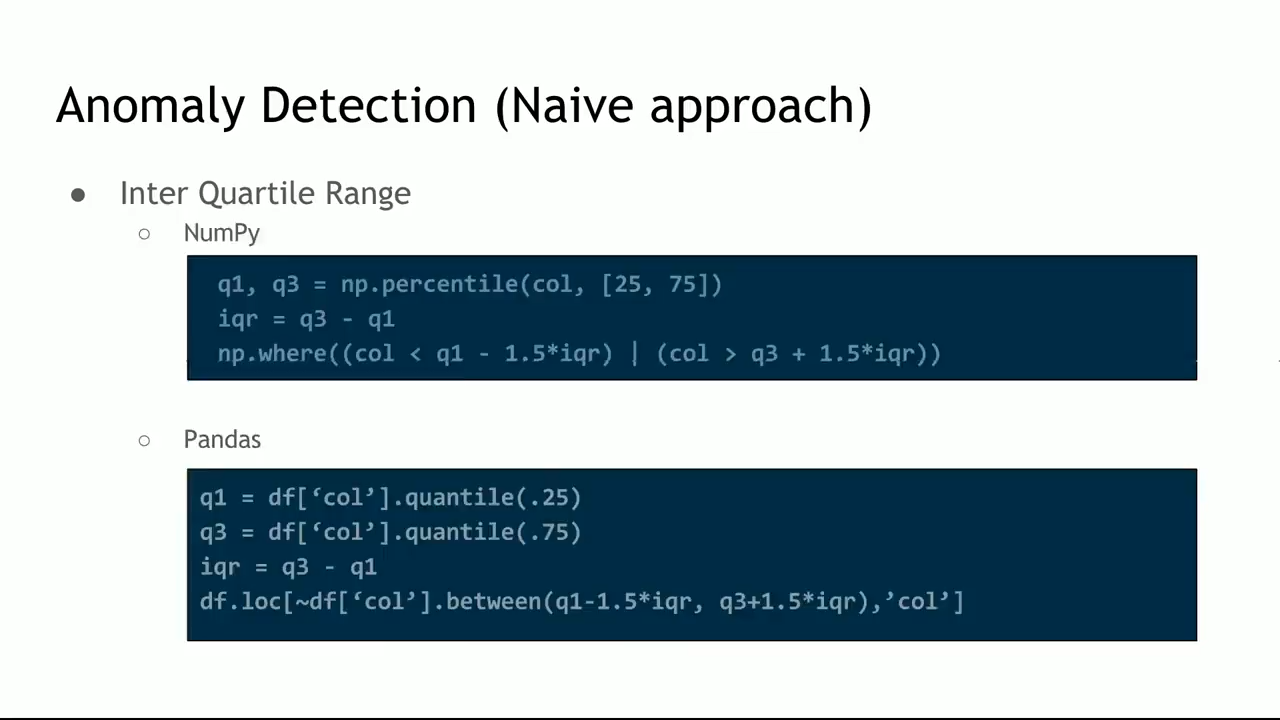 Anomaly Detection (Naive approach)
● Inter Quartile Range
○ NumPy
q1, q3 = np.percentile(col, [25, 75])
iqr = q3 - q1
np.where((col < q1 - 1.5*iqr) | (col > q3 + 1.5*iqr))
○ Pandas
q1 = df[‘col’].quantile(.25)
q3 = df[‘col’].quantile(.75)
iqr = q3 - q1
df.loc[~df[‘col’].between(q1-1.5*iqr, q3+1.5*iqr),’col’]